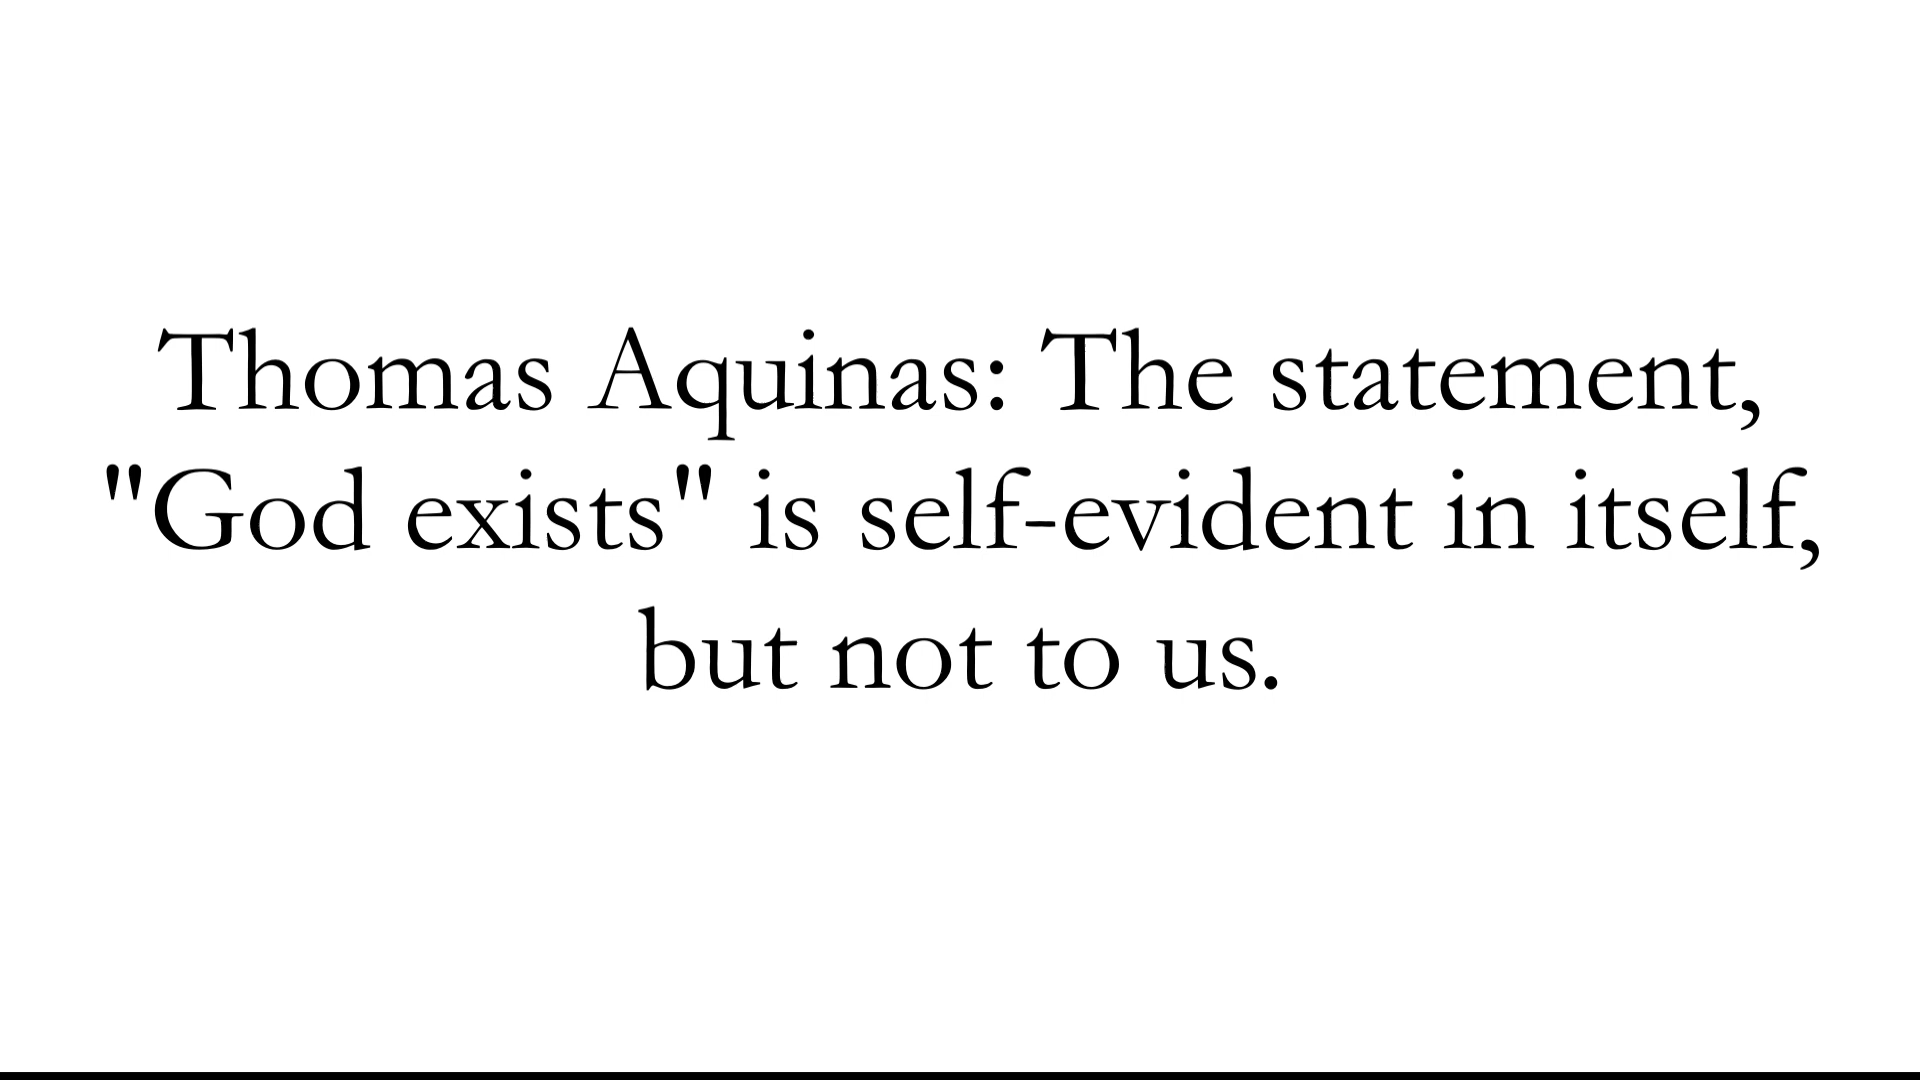 Thomas Aquinas: The statement,
"God exists" is self-evident in itself,
but not to us.